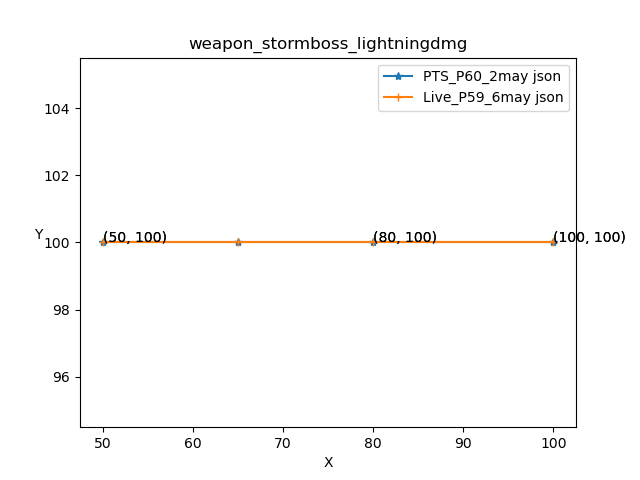 weapon_stormboss_lightningdmg
PTS_P60_2may json
Live_P59_6may json
104
102
Y
100
98
96
(50, 100)
(80, 100)
(100, 100)
50
60
70
80
90
100
X